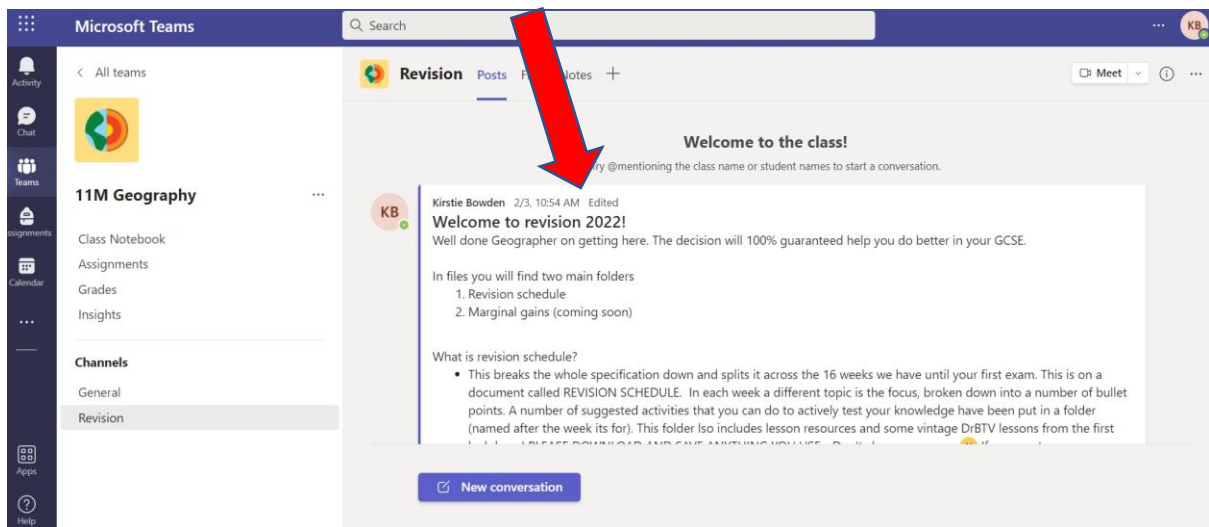 Microsoft Teams
Search
KB
Activity
Chat
Teams
ssignments
Calendar
Apps
Help
All teams
11M Geography
Class Notebook
Assignments
Grades
Insights
Channels
General
Revision
Revision Posts F Notes
Meet
Welcome to the class!
ry @mentioning the class name or student names to start a conversation.
KB
Kirstie Bowden 2/3, 10:54 AM Edited
Welcome to revision 2022!
Well done Geographer on getting here. The decision will 100% guaranteed help you do better in your GCSE.
In files you will find two main folders
1. Revision schedule
2. Marginal gains (coming soon)
What is revision schedule?
• This breaks the whole specification down and splits it across the 16 weeks we have until your first exam. This is on a
document called REVISION SCHEDULE. In each week a different topic is the focus, broken down into a number of bullet
points. A number of suggested activities that you can do to actively test your knowledge have been put in a folder
(named after the week its for). This folder lso includes lesson resources and some vintage DrBTV lessons from the first
PLEASE DOWNLOAD AND SAVE ANYTHING YOU USE
New conversation